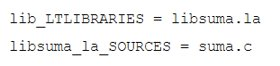 lib_LTLIBRARIES = libsuma.la
libsuma_la_SOURCES = suma.c